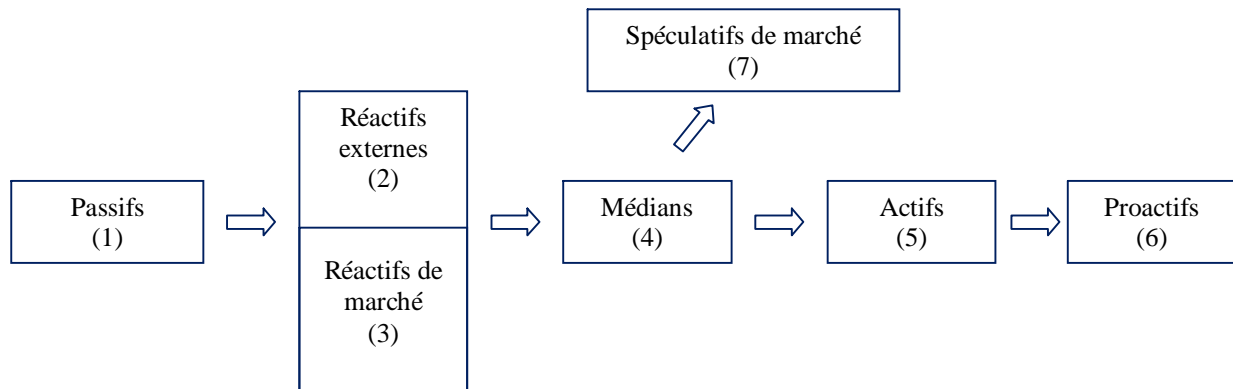 Spéculatifs de marché
(7)
Réactifs
externes
(2)
Passifs
(1)
Médians
(4)
Actifs
(5)
Proactifs
(6)
Réactifs de
marché
(3)